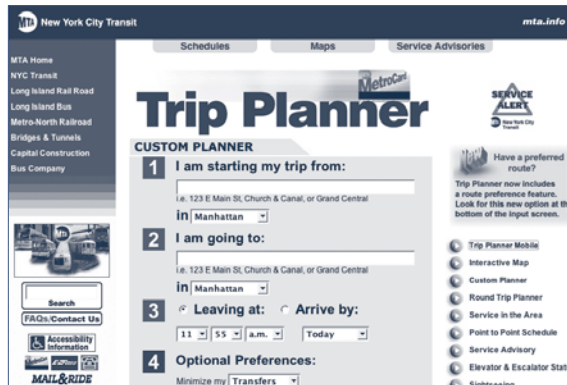 MTA New York City Transit
mta.info
Schedules
Maps
Service Advisories
MTA Home
NYC Transit
Long Island Rail Road
Long Island Bus
Metro-North Railroad
Bridges & Tunnels
Capital Construction
Bus Company
Search
FAQs/Contact Us
Accessibility
Information
MAIL&RIDE
MetroCard
Trip Planner
CUSTOM PLANNER
1 I am starting my trip from:
i.e. 123 E Main St, Church & Canal, or Grand Central
in Manhattan
2 I am going to:
i.e. 123 E Main St, Church & Canal, or Grand Central
in Manhattan
3 Leaving at: Arrive by:
11 55 a.m. Today
4 Optional Preferences:
Minimize my Transfers
SERVICE
ALERT
New York City
Transit
New
Have a preferred
route?
Trip Planner now includes
a route preference feature.
Look for this new option at th
bottom of the input screen.
Trip Planner Mobile
Interactive Map
Custom Planner
Round Trip Planner
Service in the Area
Point to Point Schedule
Service Advisory
Elevator & Escalator Stat
Sightseeing